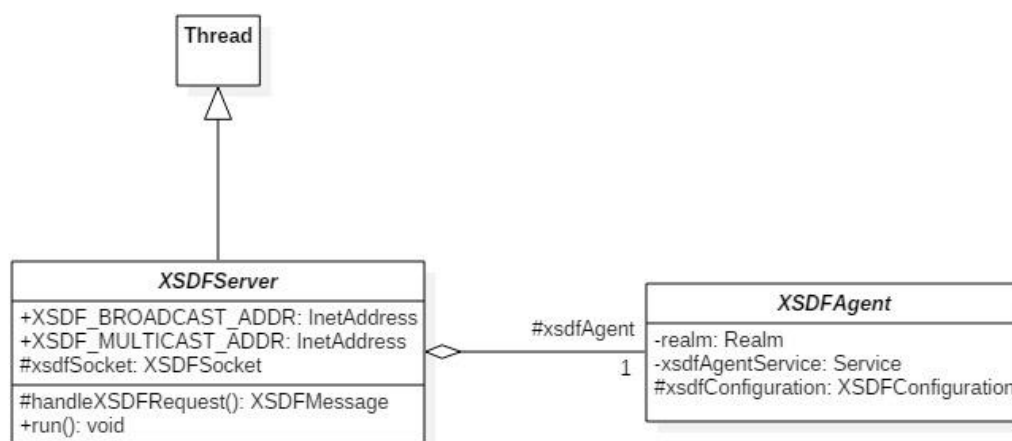 Thread
XSDFServer
+XSDF_BROADCAST_ADDR: InetAddress
+XSDF_MULTICAST_ADDR: InetAddress
#xsdfSocket: XSDFSocket
#handleXSDFRequest(): XSDFMessage
+run(): void
#xsdfAgent
1
XSDFAgent
-realm: Realm
-xsdfAgentService: Service
#xsdfConfiguration: XSDFConfiguration